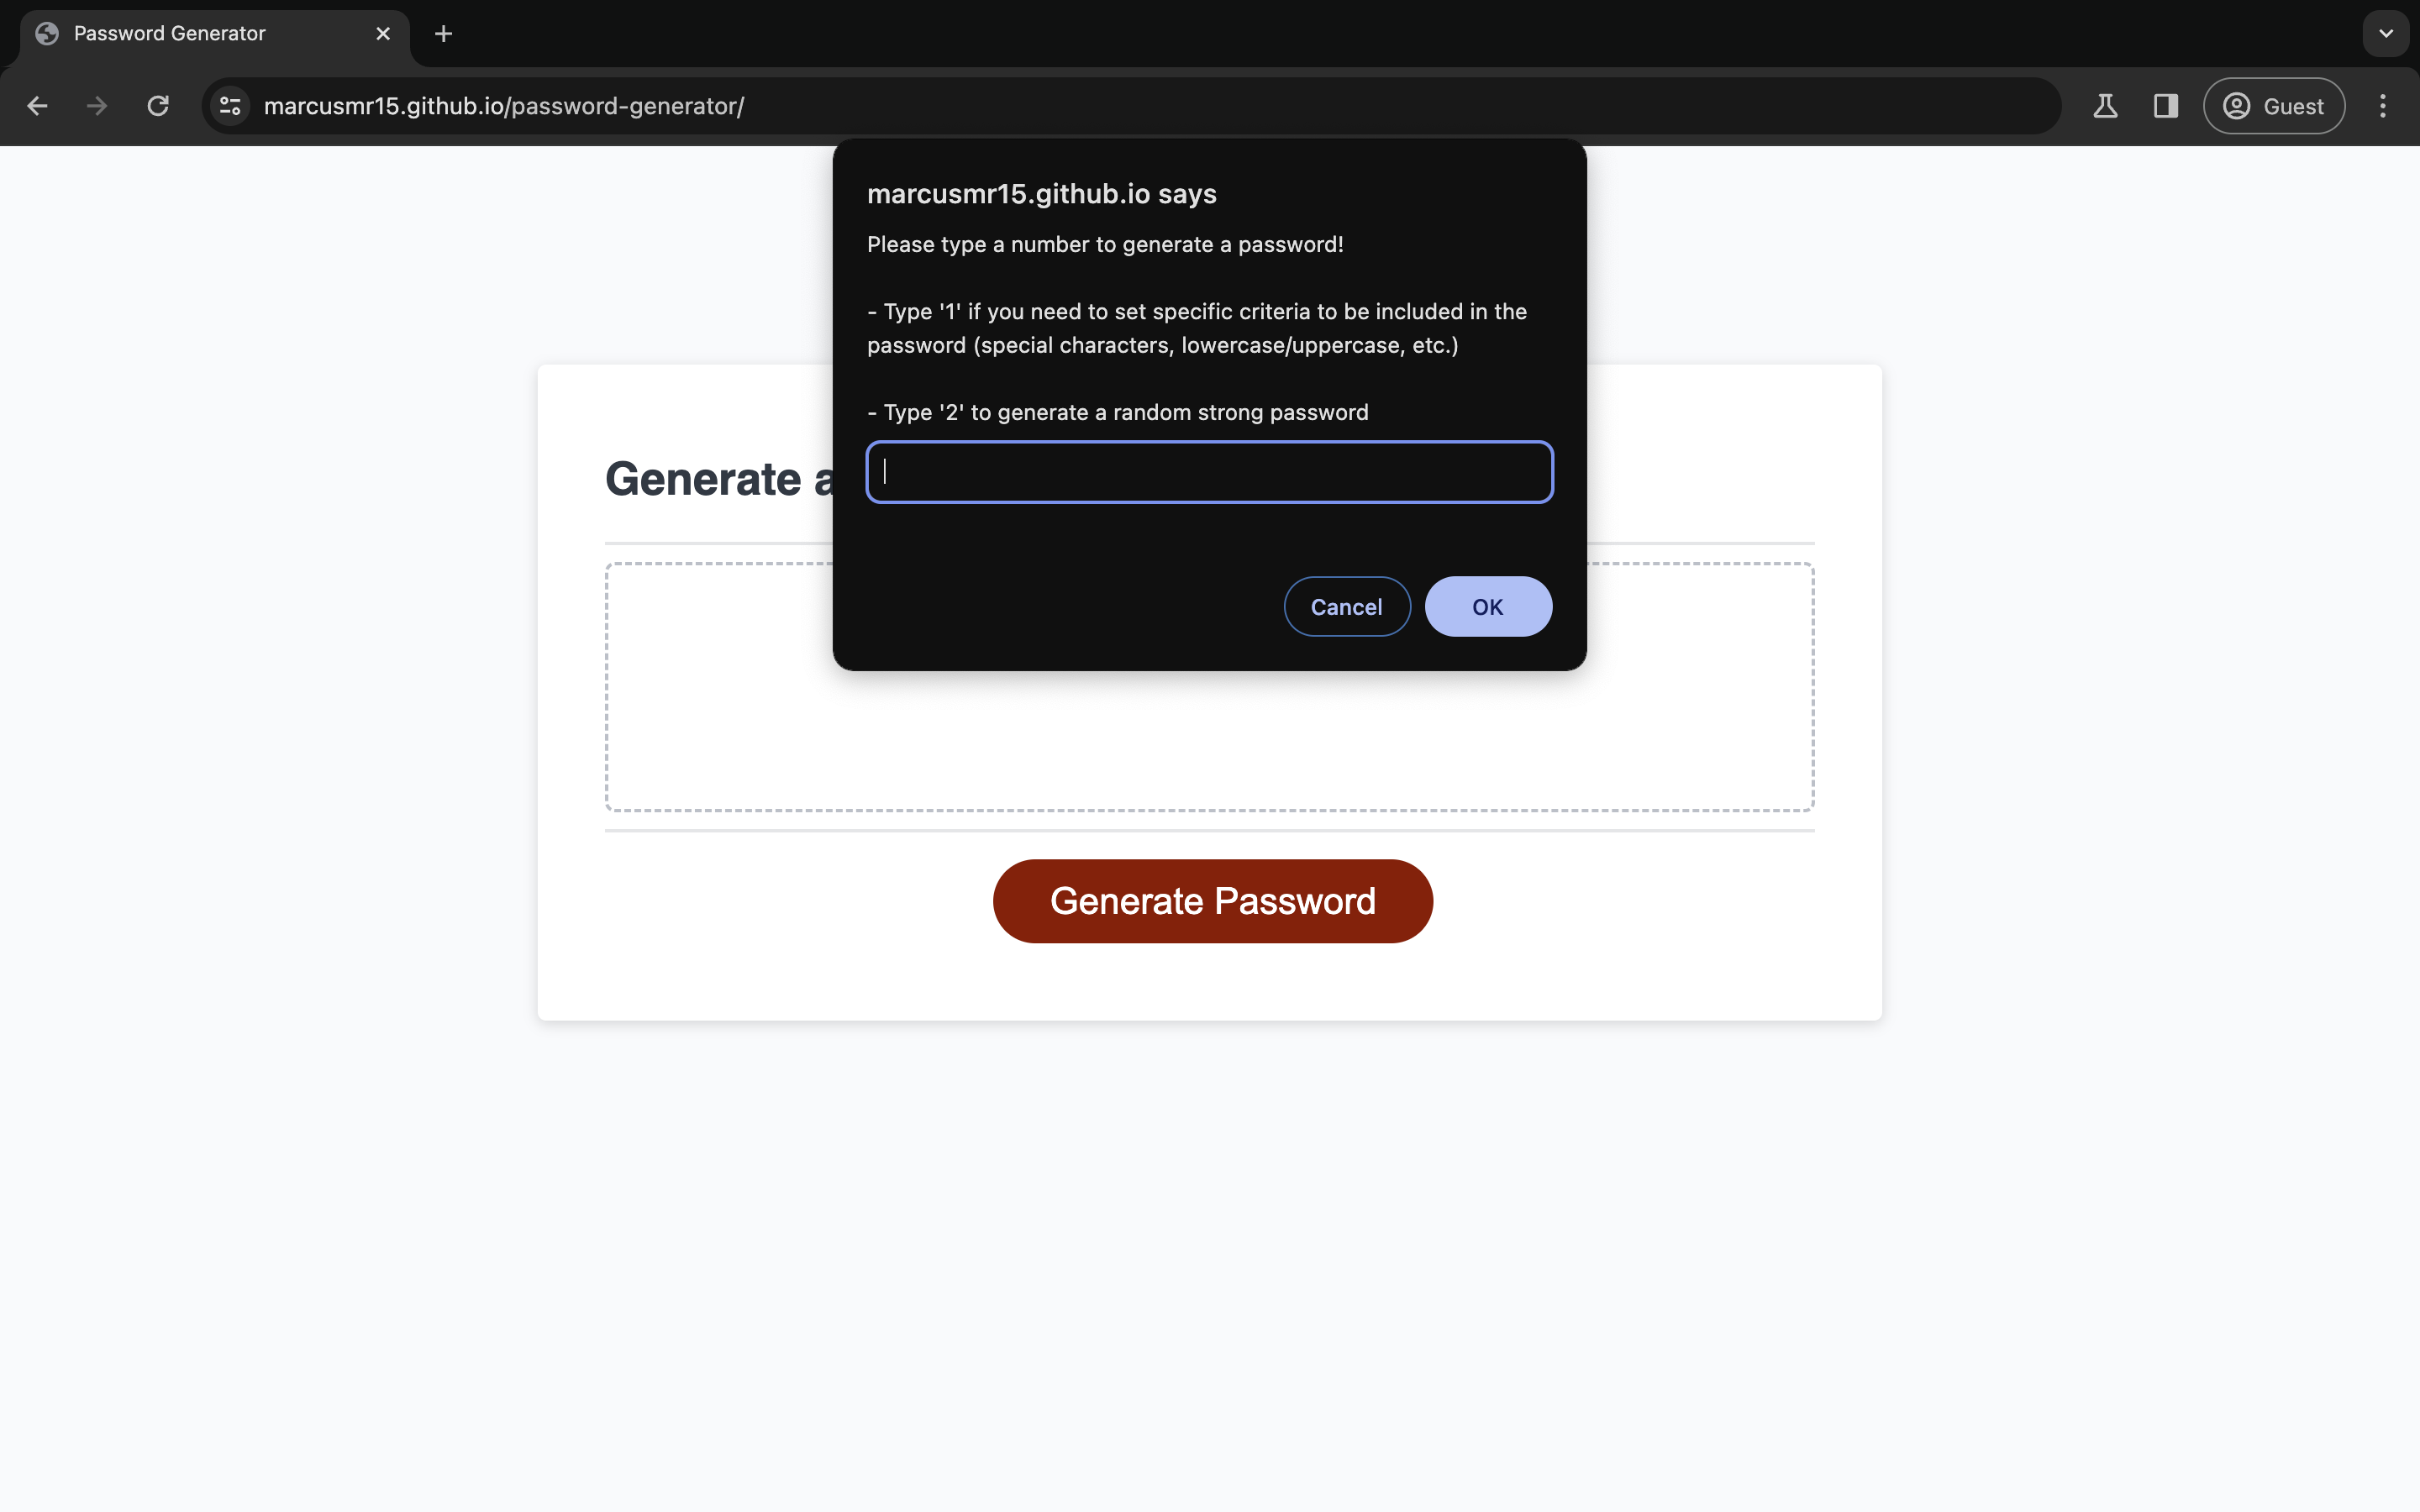 Password Generator
marcusmr15.github.io/password-generator/
Guest
marcusmr15.github.io says
Please type a number to generate a password!
- Type '1' if you need to set specific criteria to be included in the
password (special characters, lowercase/uppercase, etc.)
- Type '2' to generate a random strong password
Generate a
Cancel
OK
Generate Password